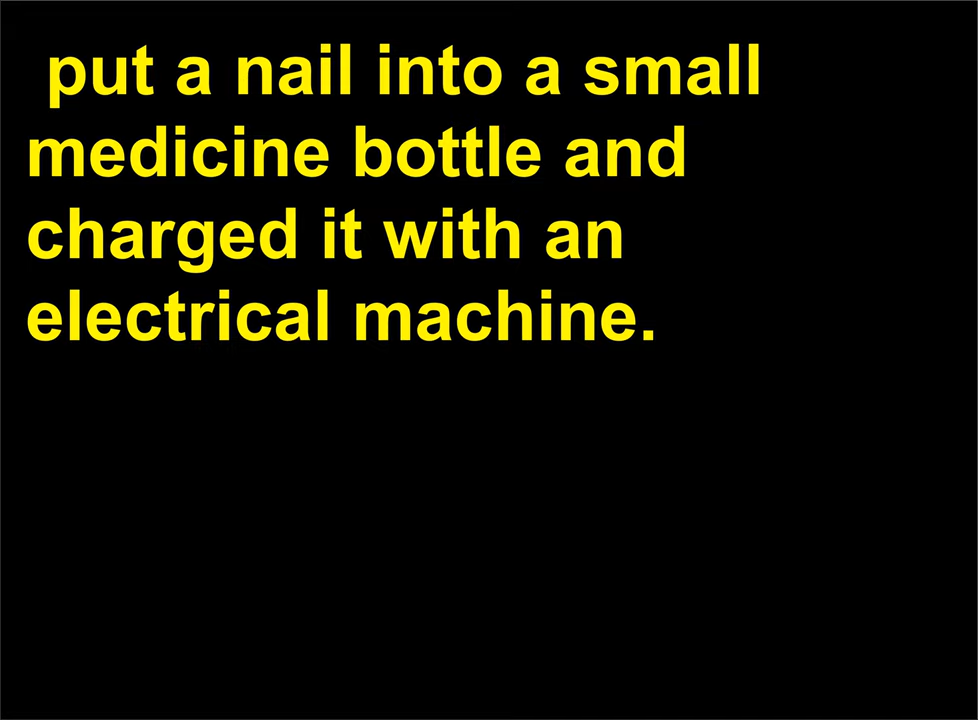 put a nail into a small
medicine bottle and
charged it with an
electrical machine.